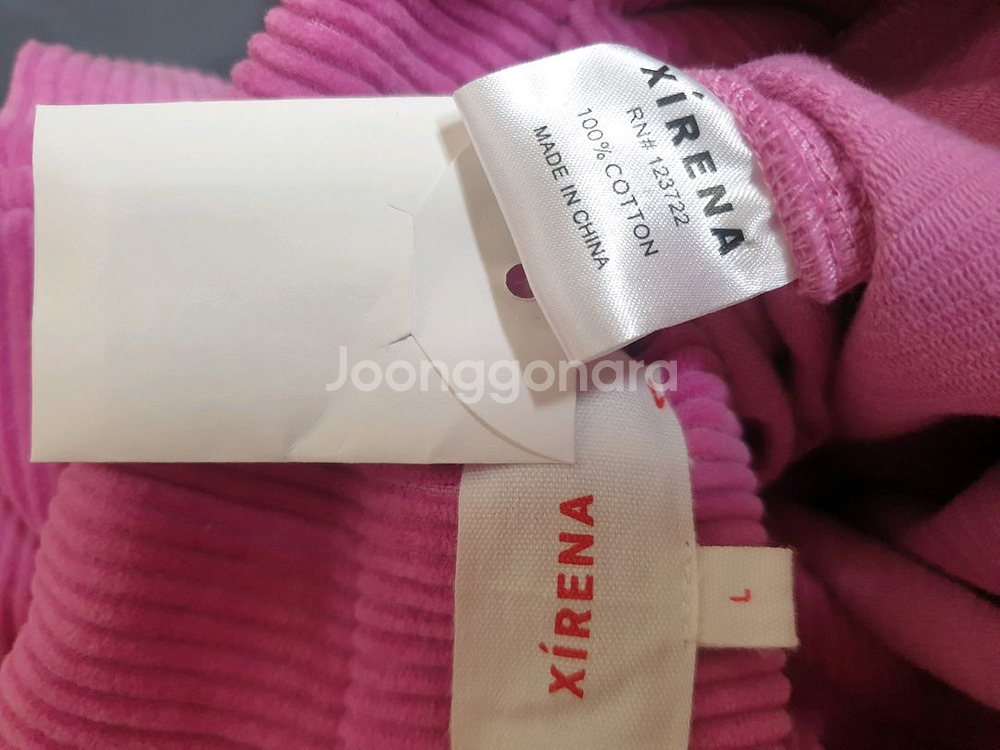 XÍRENA
RN# 123722
100% COTTON
MADE IN CHINA
Joonggonara
XÍRENA
L